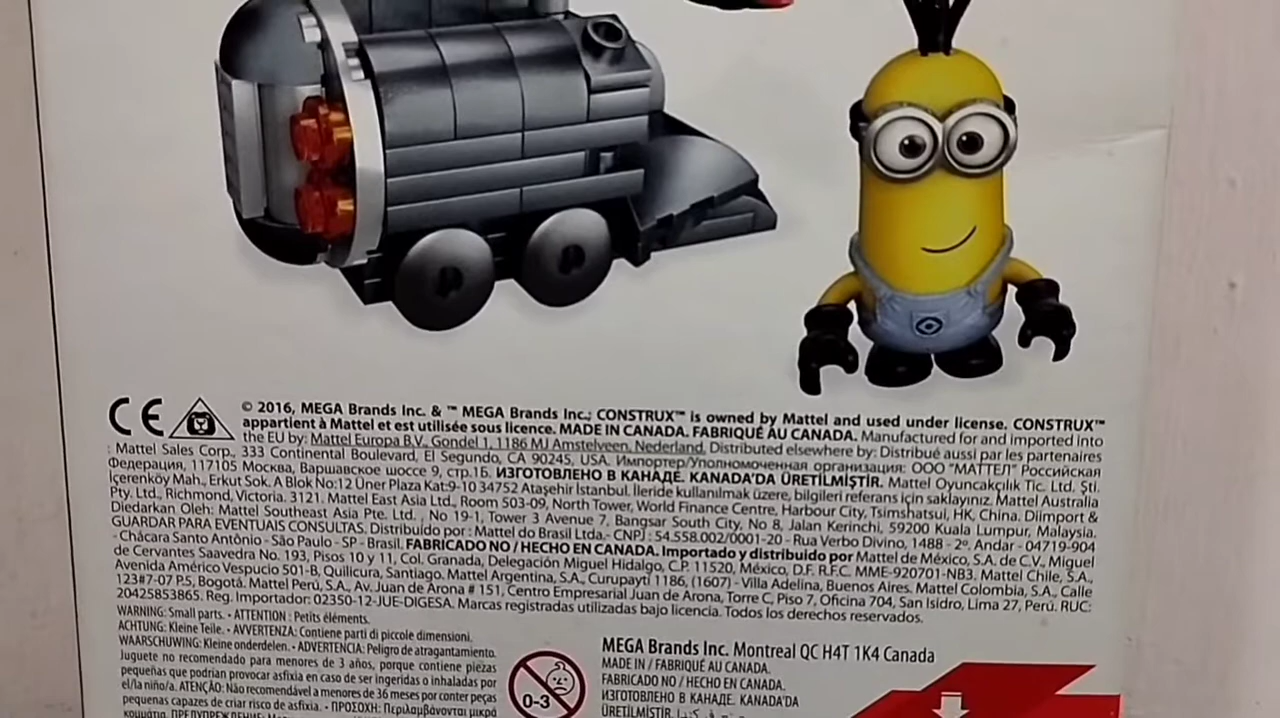 CE
© 2016, MEGA Brands Inc. & ™ MEGA Brands Inc.; CONSTRUX™ is owned by Mattel and used under license. CONSTRUX™
appartient à Mattel et est utilisée sous licence. MADE IN CANADA. FABRIQUÉ AU CANADA. Manufactured for and imported into
the EU by: Mattel Europa B.V., Gondel 1, 1186 MJ Amstelveen, Nederland. Distributed elsewhere by: Distribué aussi par les partenaires
: Mattel Sales Corp., 333 Continental Boulevard, El Segundo, CA 90245, USA. Импортер/Уполномоченная организация: ООО "МАТТЕЛ" Российская
Федерация, 117105 Москва, Варшавское шоссе 9, стр.1Б. ИЗГОТОВЛЕНО В КАНАДЕ. KANADA'DA ÜRETİLMİŞTİR. Mattel Oyuncakçılık Tic. Ltd. Şti.
İçerenköy Mah., Erkut Sok. A Blok No:12 Üner Plaza Kat:9-10 34752 Ataşehir İstanbul. İleride kullanılmak üzere, bilgileri referans için saklayınız. Mattel Australia
Pty. Ltd., Richmond, Victoria. 3121. Mattel East Asia Ltd., Room 503-09, North Tower, World Finance Centre, Harbour City, Tsimshatsui, HK, China. Diimport &
Diedarkan Oleh: Mattel Southeast Asia Pte. Ltd. , No 19-1, Tower 3 Avenue 7, Bangsar South City, No 8, Jalan Kerinchi, 59200 Kuala Lumpur, Malaysia.
GUARDAR PARA EVENTUAIS CONSULTAS. Distribuido por : Mattel do Brasil Ltda.- CNPJ : 54.558.002/0001-20 - Rua Verbo Divino, 1488 - 2º. Andar - 04719-904
- Chácara Santo Antônio - São Paulo - SP - Brasil. FABRICADO NO / HECHO EN CANADA. Importado y distribuido por Mattel de México, S.A. de C.V., Miguel
de Cervantes Saavedra No. 193, Pisos 10 y 11, Col. Granada, Delegación Miguel Hidalgo, C.P. 11520, México, D.F. R.F.C. MME-920701-NB3. Mattel Chile, S.A.,
Avenida Américo Vespucio 501-B, Quilicura, Santiago. Mattel Argentina, S.A., Curupaytí 1186, (1607) - Villa Adelina, Buenos Aires. Mattel Colombia, S.A., Calle
123#7-07 P.5, Bogotá. Mattel Perú, S.A., Av. Juan de Arona # 151, Centro Empresarial Juan de Arona, Torre C, Piso 7, Oficina 704, San Isidro, Lima 27, Perú. RUC:
20425853865. Reg. Importador: 02350-12-JUE-DIGESA. Marcas registradas utilizadas bajo licencia. Todos los derechos reservados.
WARNING: Small parts. • ATTENTION : Petits éléments.
ACHTUNG: Kleine Teile. • AVVERTENZA: Contiene parti di piccole dimensioni.
WAARSCHUWING: Kleine onderdelen. • ADVERTENCIA: Peligro de atragantamiento.
Juguete no recomendado para menores de 3 años, porque contiene piezas
pequeñas que podrían provocar asfixia en caso de ser ingeridas o inhaladas por
el/la niño/a. ATENÇÃO: Não recomendável a menores de 36 meses por conter peças
pequenas capazes de criar risco de asfixia. • ΠΡΟΣΟΧΗ: Περιλαμβάνονται μικρά
κομμάτια. ПРЕДУПРЕЖДЕНИЕ:
0-3
MEGA Brands Inc. Montreal QC H4T 1K4 Canada
MADE IN / FABRIQUÉ AU CANADA.
FABRICADO NO / HECHO EN CANADA.
ИЗГОТОВЛЕНО В КАНАДЕ. KANADA'DA
ÜRETİLMİŞTİR.